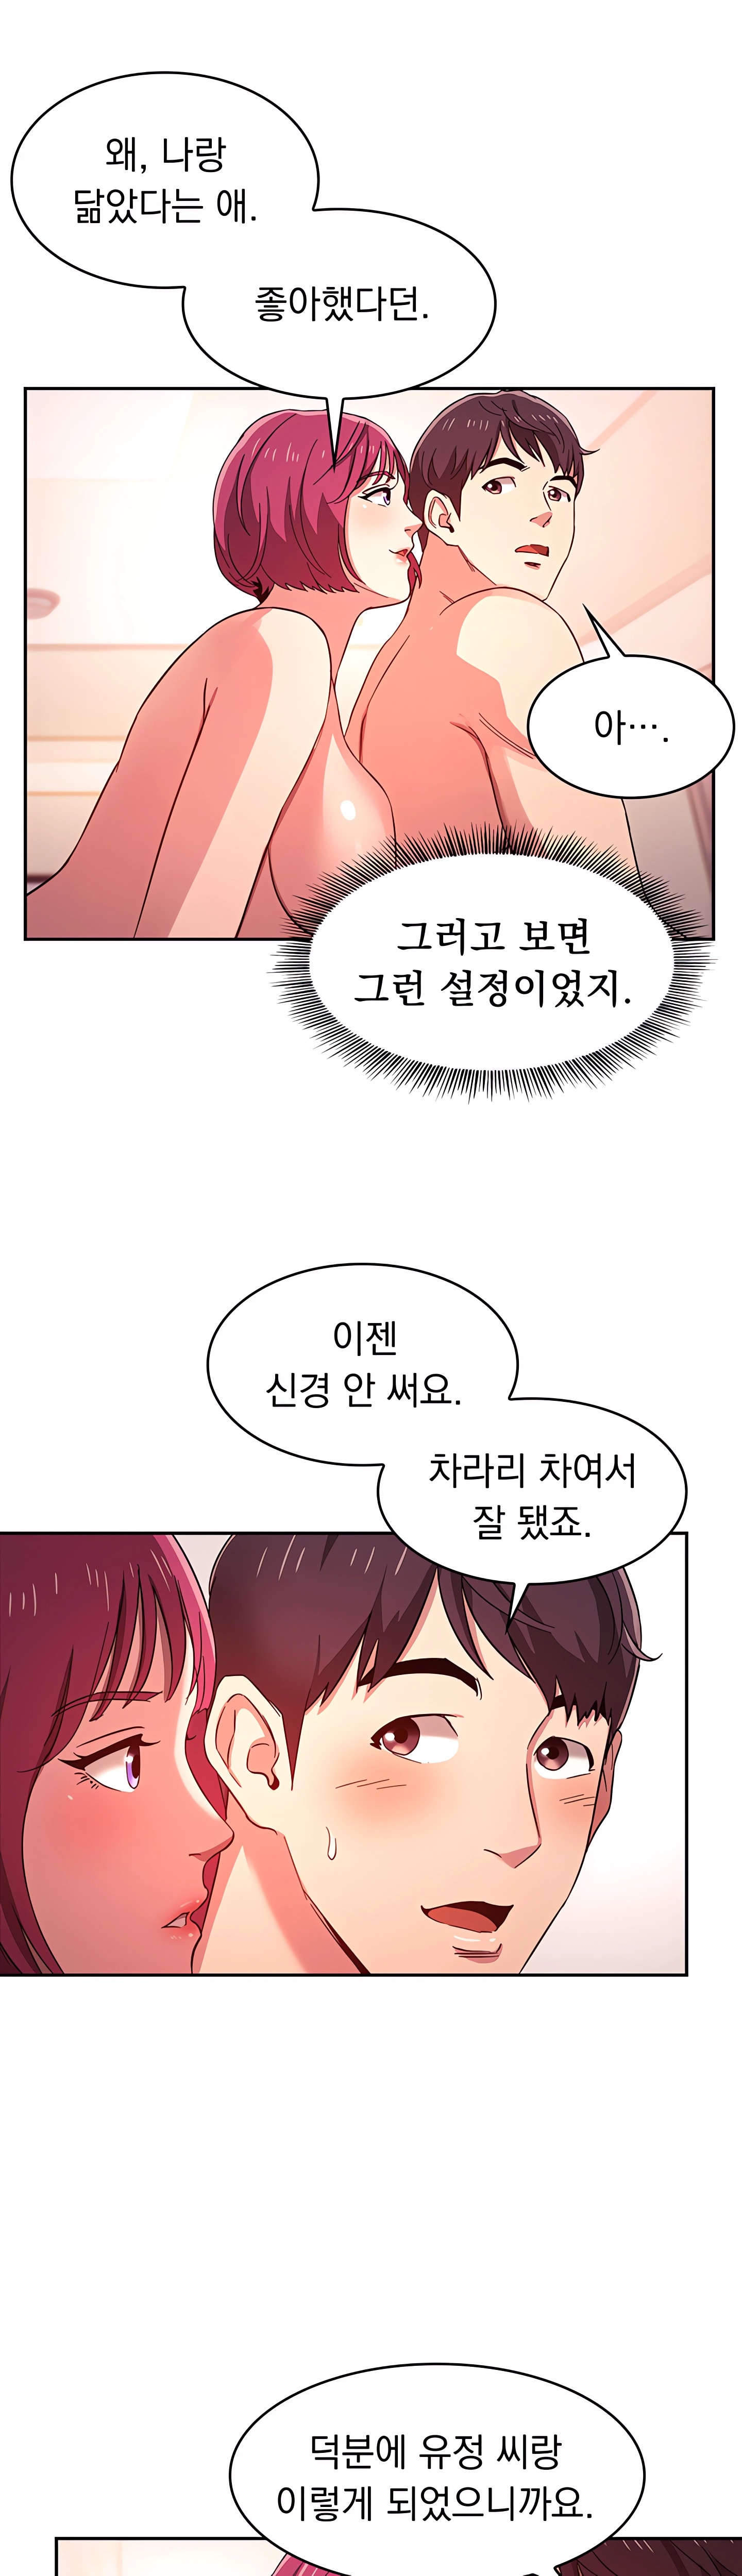 왜, 나랑
닮았다는 애.
좋아했다던.
아….
그러고 보면
그런 설정이었지.
이젠
신경 안 써요.
차라리 차여서
잘 됐죠.
덕분에 유정 씨랑
이렇게 되었으니까요.